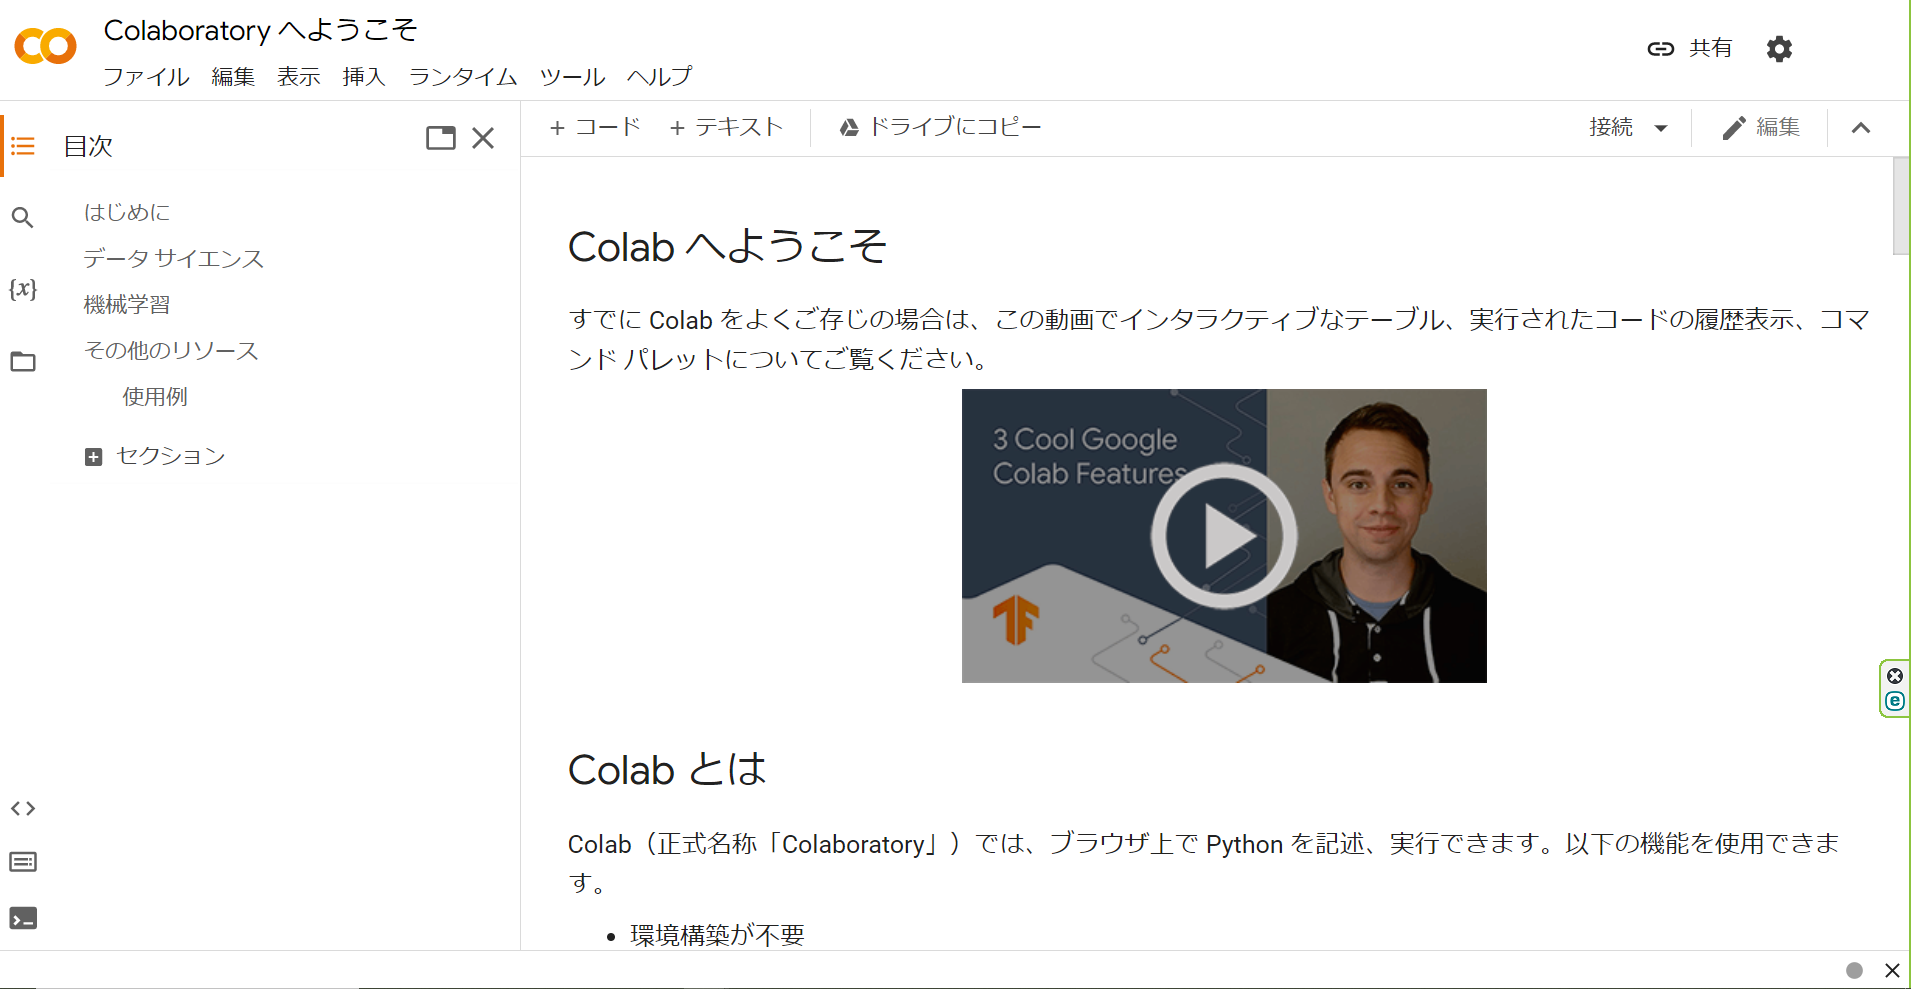 Colaboratory へようこそ
ファイル 編集 表示 挿入 ランタイム ツール ヘルプ
共有
目次
はじめに
データ サイエンス
機械学習
その他のリソース
使用例
セクション
+ コード + テキスト ドライブにコピー
接続 編集
Colab へようこそ
すでに Colab をよくご存じの場合は、この動画でインタラクティブなテーブル、実行されたコードの履歴表示、コマ
ンド パレットについてご覧ください。
3 Cool Google
Colab Features
Colab とは
Colab（正式名称「Colaboratory」）では、ブラウザ上で Python を記述、実行できます。以下の機能を使用できま
す。
• 環境構築が不要